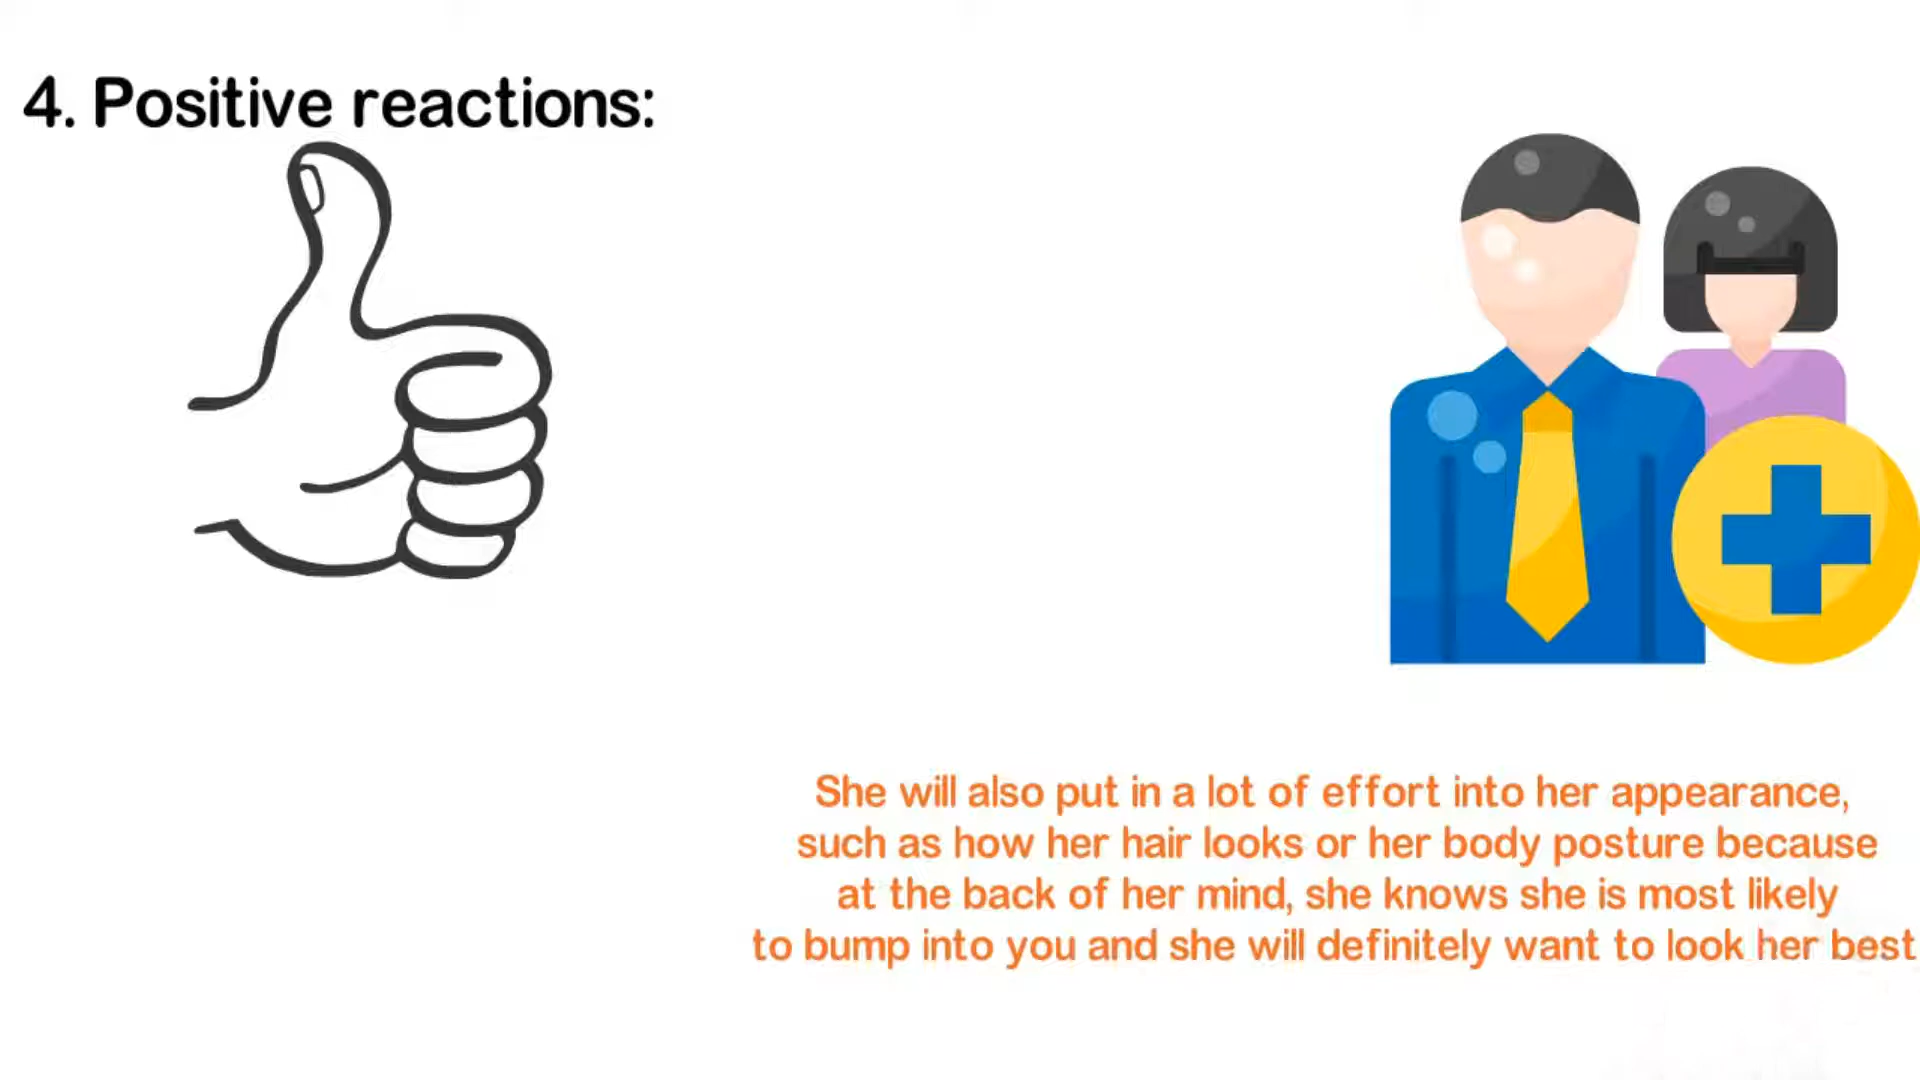 4. Positive reactions:
She will also put in a lot of effort into her appearance,
such as how her hair looks or her body posture because
at the back of her mind, she knows she is most likely
to bump into you and she will definitely want to look her best